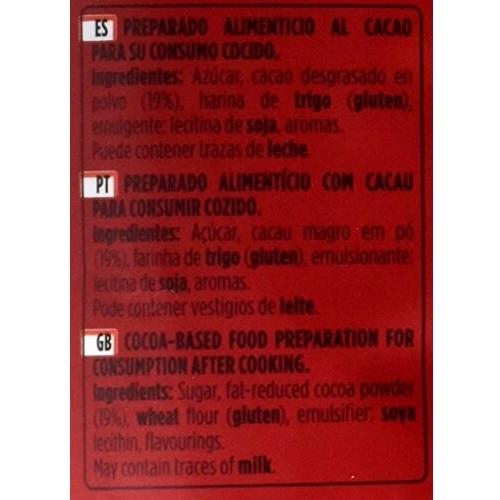 ES PREPARADO ALIMENTICIO AL CACAO
PARA SU CONSUMO COCIDO.
Ingredientes: Azúcar, cacao desgrasado en
polvo (19%), harina de trigo (gluten),
emulgente: lecitina de soja, aromas.
Puede contener trazas de leche.
PT PREPARADO ALIMENTÍCIO COM CACAU
PARA CONSUMIR COZIDO.
Ingredientes: Açúcar, cacau magro em pó
(19%), farinha de trigo (gluten), emulsionante:
lecitina de soja, aromas.
Pode contener vestigios de leite.
GB COCOA-BASED FOOD PREPARATION FOR
CONSUMPTION AFTER COOKING.
Ingredients: Sugar, fat-reduced cocoa powder
(19%), wheat flour (gluten), emulsifier: soya
lecithin, flavourings.
May contain traces of milk.